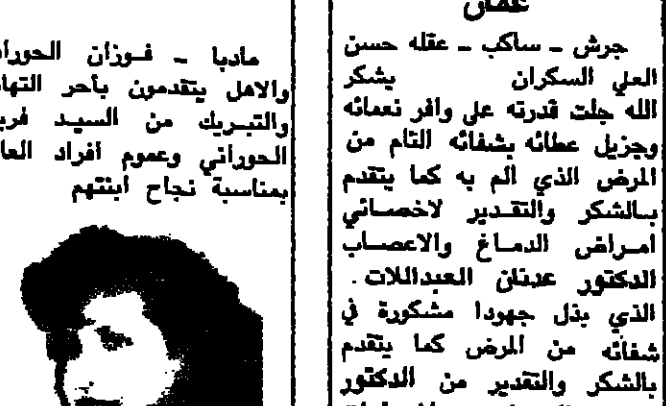 عمان
جرش ـ ساكب ـ عقله حسن
العلي السكران يشكر
الله جلت قدرته على وافر نعمائه
وجزيل عطائه بشفائه التام من
المرض الذي الم به كما يتقدم
بالشكر والتقدير لاخصائي
امراض الدماغ والاعصاب
الدكتور عدنان العبداللات .
الذي بذل جهودا مشكورة في
شفائه من المرض كما يتقدم
بالشكر والتقدير من الدكتور
مادبا ـ فوزان
والاهل يتقدمون بأحر
والتبريك من السيد
الحوراني وعموم أفراد
بمناسبة نجاح ابنتهم